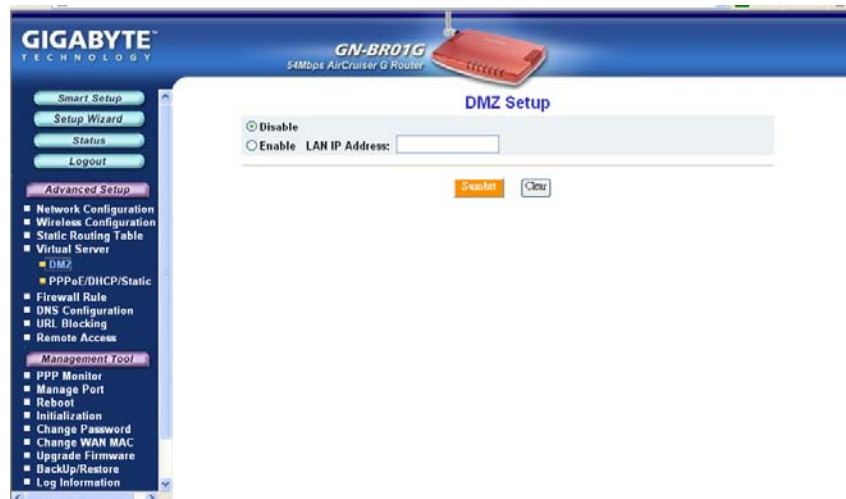 GIGABYTE™
TECHNOLOGY
GN-BR01G
54Mbps AirCruiser G Router
Smart Setup
Setup Wizard
Status
Logout
Advanced Setup
Network Configuration
Wireless Configuration
Static Routing Table
Virtual Server
DMZ
PPPoE/DHCP/Static
Firewall Rule
DNS Configuration
URL Blocking
Remote Access
Management Tool
PPP Monitor
Manage Port
Reboot
Initialization
Change Password
Change WAN MAC
Upgrade Firmware
BackUp/Restore
Log Information
DMZ Setup
Disable
Enable LAN IP Address:
Sumbit Clear